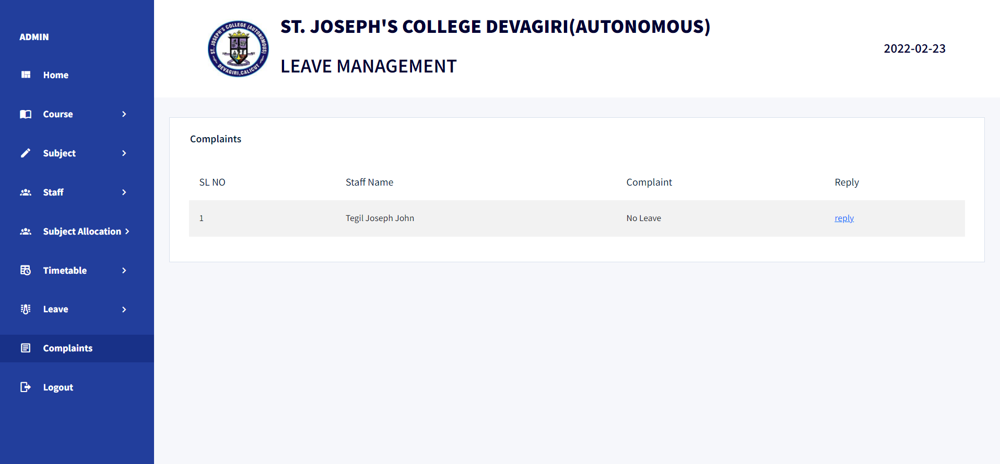 ADMIN
Home
Course
Subject
Staff
Subject Allocation
Timetable
Leave
Complaints
Logout
ST. JOSEPH'S COLLEGE (AUTONOMOUS)
DEVAGIRI, CALICUT
ST. JOSEPH'S COLLEGE DEVAGIRI(AUTONOMOUS)
LEAVE MANAGEMENT
2022-02-23
Complaints
SL NO Staff Name Complaint Reply
1 Tegil Joseph John No Leave reply